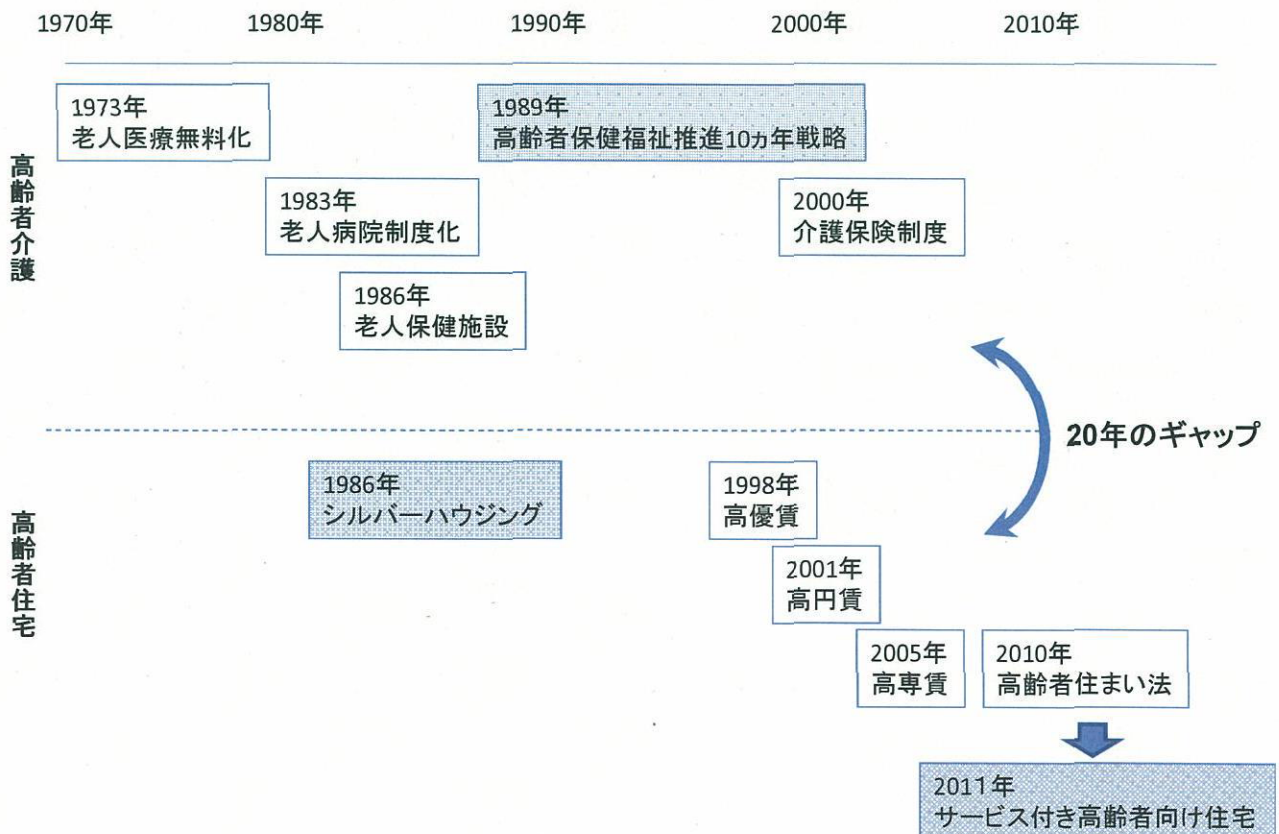 1970年
1980年
1990年
2000年
2010年
高齢者介護
1973年
老人医療無料化
1989年
高齢者保健福祉推進10ヵ年戦略
1983年
老人病院制度化
2000年
介護保険制度
1986年
老人保健施設
20年のギャップ
高齢者住宅
1986年
シルバーハウジング
1998年
高優賃
2001年
高円賃
2005年
高専賃
2010年
高齢者住まい法
2011年
サービス付き高齢者向け住宅